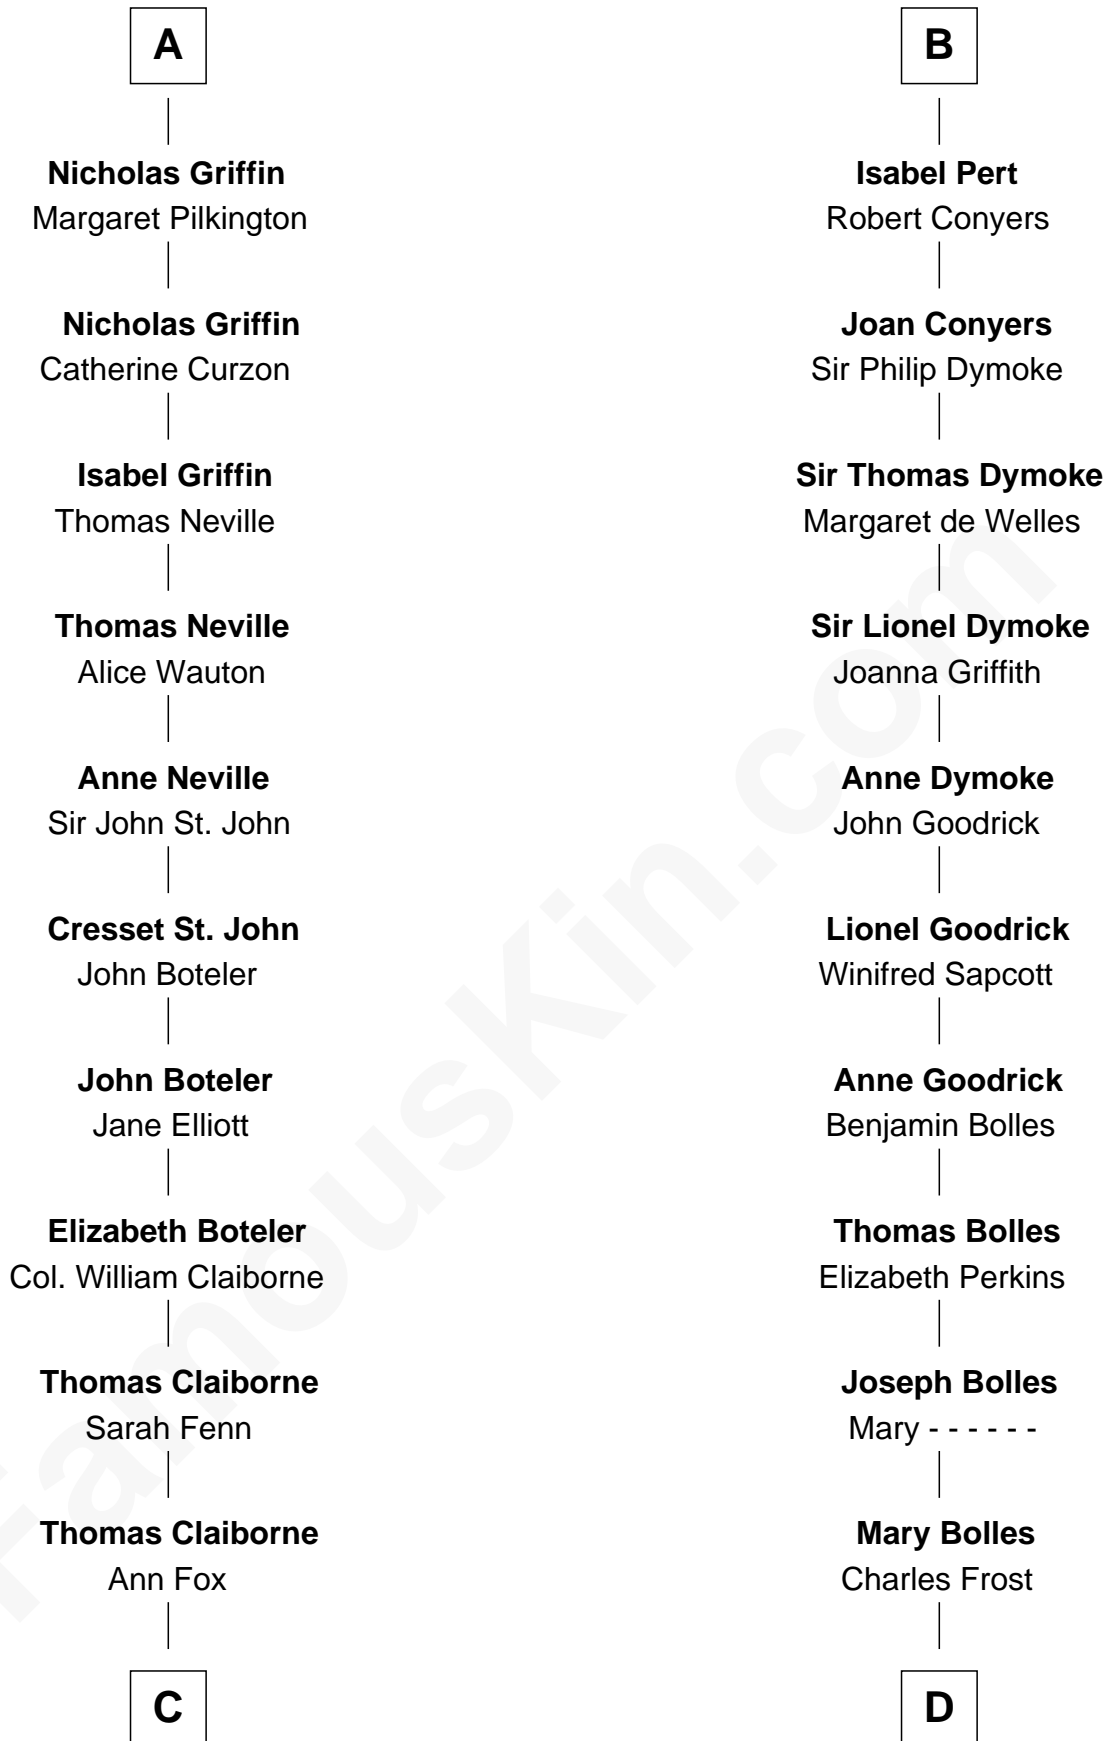 A
Nicholas Griffin
Margaret Pilkington
Nicholas Griffin
Catherine Curzon
Isabel Griffin
Thomas Neville
Thomas Neville
Alice Wauton
Anne Neville
Sir John St. John
Cresset St. John
John Boteler
John Boteler
Jane Elliott
Elizabeth Boteler
Col. William Claiborne
Thomas Claiborne
Sarah Fenn
Thomas Claiborne
Ann Fox
C
B
Isabel Pert
Robert Conyers
Joan Conyers
Sir Philip Dymoke
Sir Thomas Dymoke
Margaret de Welles
Sir Lionel Dymoke
Joanna Griffith
Anne Dymoke
John Goodrick
Lionel Goodrick
Winifred Sapcott
Anne Goodrick
Benjamin Bolles
Thomas Bolles
Elizabeth Perkins
Joseph Bolles
Mary - - - - - -
Mary Bolles
Charles Frost
D
FamousKin.com